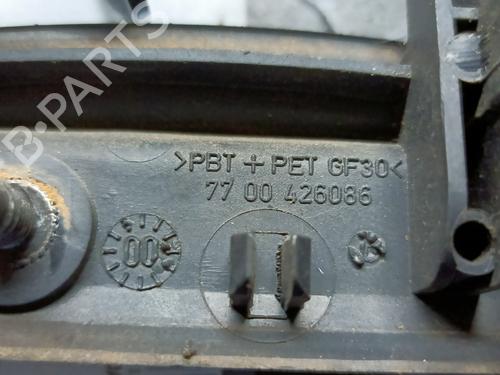 B-PARTS
>PBT + PET GF30<
77 00 426086
00